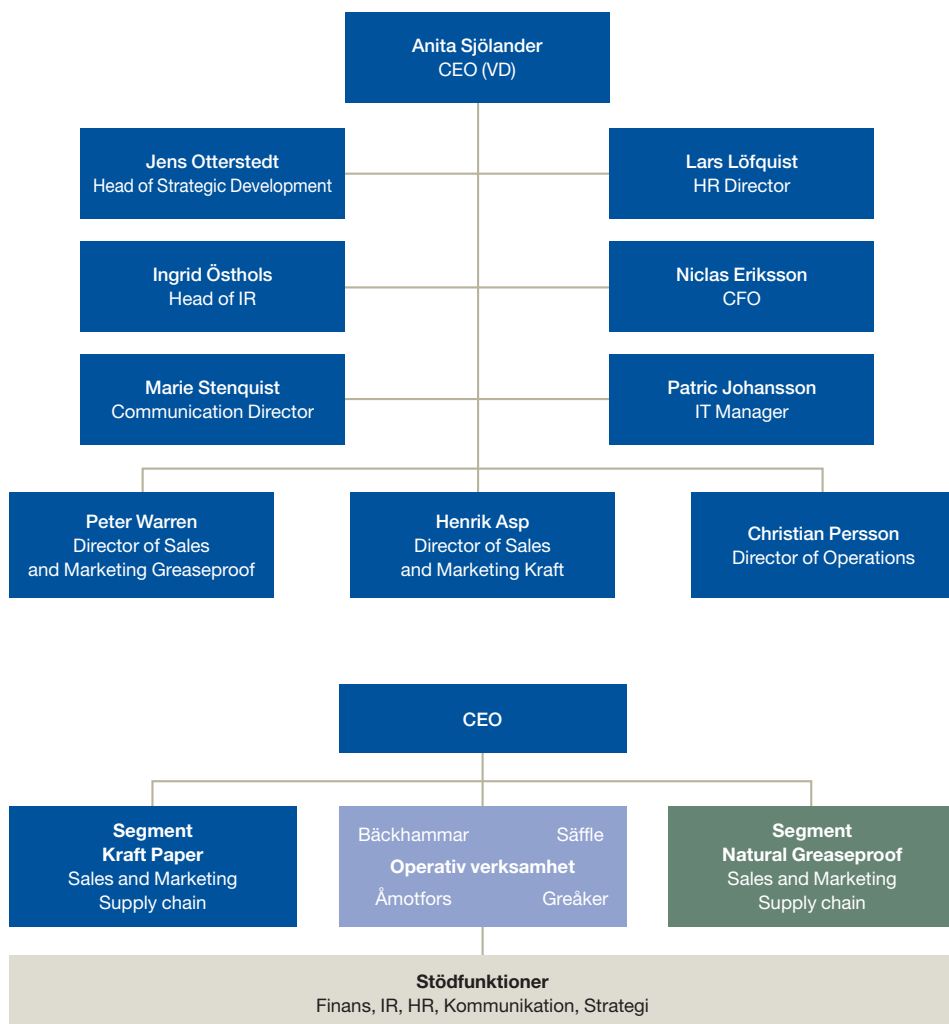 Anita Sjölander
CEO (VD)
Jens Otterstedt
Head of Strategic Development
Lars Löfquist
HR Director
Ingrid Östhols
Head of IR
Niclas Eriksson
CFO
Marie Stenquist
Communication Director
Patric Johansson
IT Manager
Peter Warren
Director of Sales
and Marketing Greaseproof
Henrik Asp
Director of Sales
and Marketing Kraft
Christian Persson
Director of Operations
CEO
Segment
Kraft Paper
Sales and Marketing
Supply chain
Bäckhammar
Säffle
Operativ verksamhet
Åmotfors
Greåker
Segment
Natural Greaseproof
Sales and Marketing
Supply chain
Stödfunktioner
Finans, IR, HR, Kommunikation, Strategi